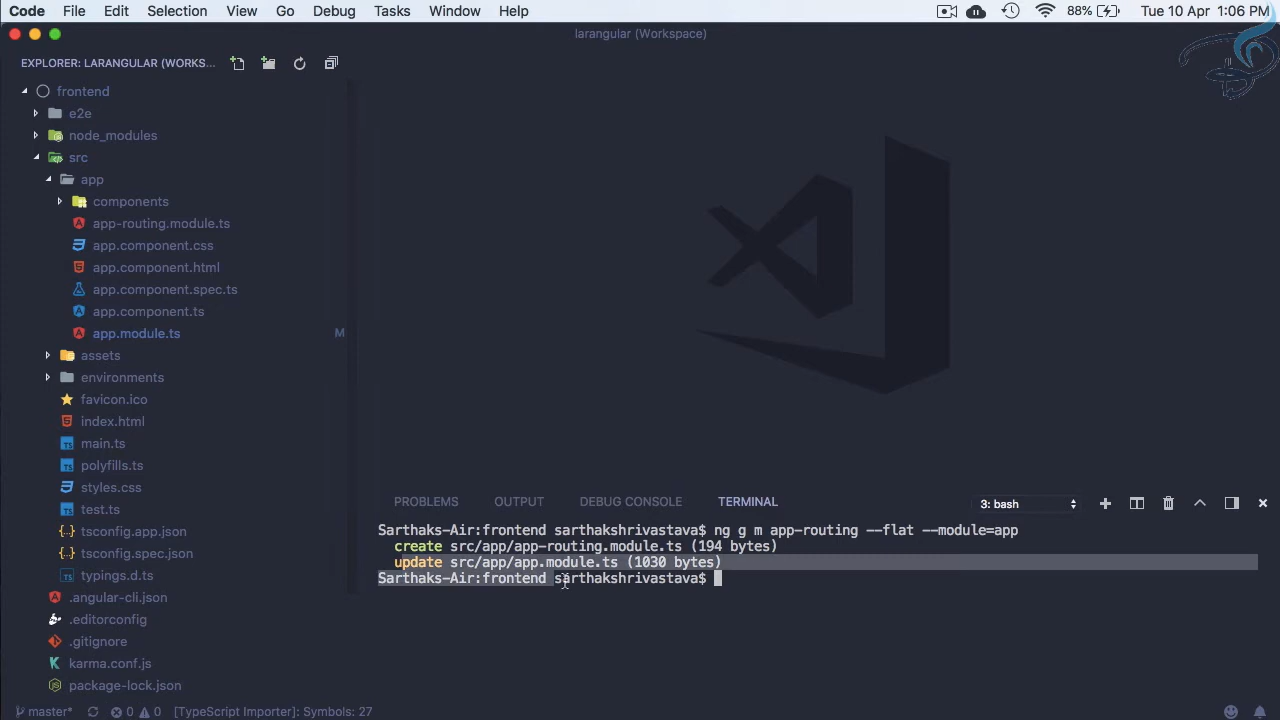 Code File Edit Selection View Go Debug Tasks Window Help 88% Tue 10 Apr 1:06 PM
larangular (Workspace)
EXPLORER: LARANGULAR (WORKS...
frontend
e2e
node_modules
src
app
components
app-routing.module.ts
app.component.css
app.component.html
app.component.spec.ts
app.component.ts
app.module.ts M
assets
environments
favicon.ico
index.html
main.ts
polyfills.ts
styles.css
test.ts
tsconfig.app.json
tsconfig.spec.json
typings.d.ts
.angular-cli.json
.editorconfig
.gitignore
karma.conf.js
package-lock.json
PROBLEMS OUTPUT DEBUG CONSOLE TERMINAL 3: bash
Sarthaks-Air:frontend sarthakshrivastava$ ng g m app-routing --flat --module=app
create src/app/app-routing.module.ts (194 bytes)
update src/app/app.module.ts (1030 bytes)
Sarthaks-Air:frontend sarthakshrivastava$
master* 0 0 [TypeScript Importer]: Symbols: 27